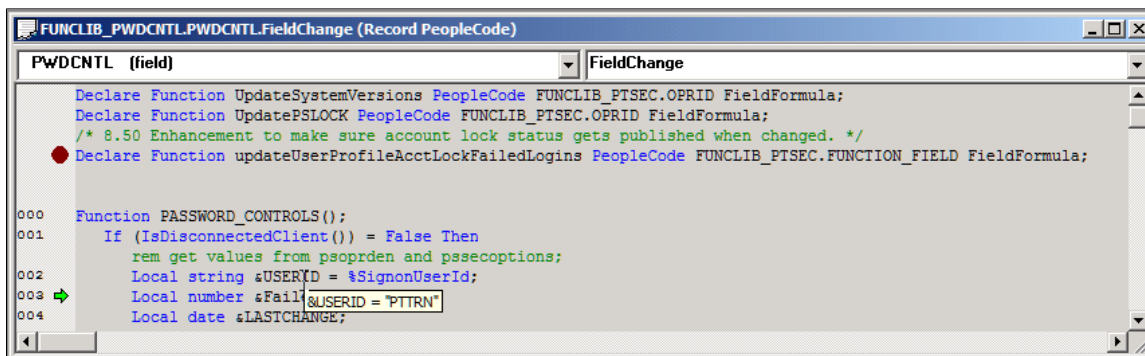 FUNCLIB_PWDCNTL.PWDCNTL.FieldChange (Record PeopleCode)
PWDCNTL (field) FieldChange
Declare Function UpdateSystemVersions PeopleCode FUNCLIB_PTSEC.OPRID FieldFormula;
Declare Function UpdatePSLOCK PeopleCode FUNCLIB_PTSEC.OPRID FieldFormula;
/* 8.50 Enhancement to make sure account lock status gets published when changed. */
Declare Function updateUserProfileAcctLockFailedLogins PeopleCode FUNCLIB_PTSEC.FUNCTION_FIELD FieldFormula;
000 Function PASSWORD_CONTROLS();
001 If (IsDisconnectedClient()) = False Then
rem get values from psoprden and pssecoptions;
002 Local string &USERID = %SignonUserId;
003 Local number &Fail
&USERID = "PTTRN"
004 Local date &LASTCHANGE;